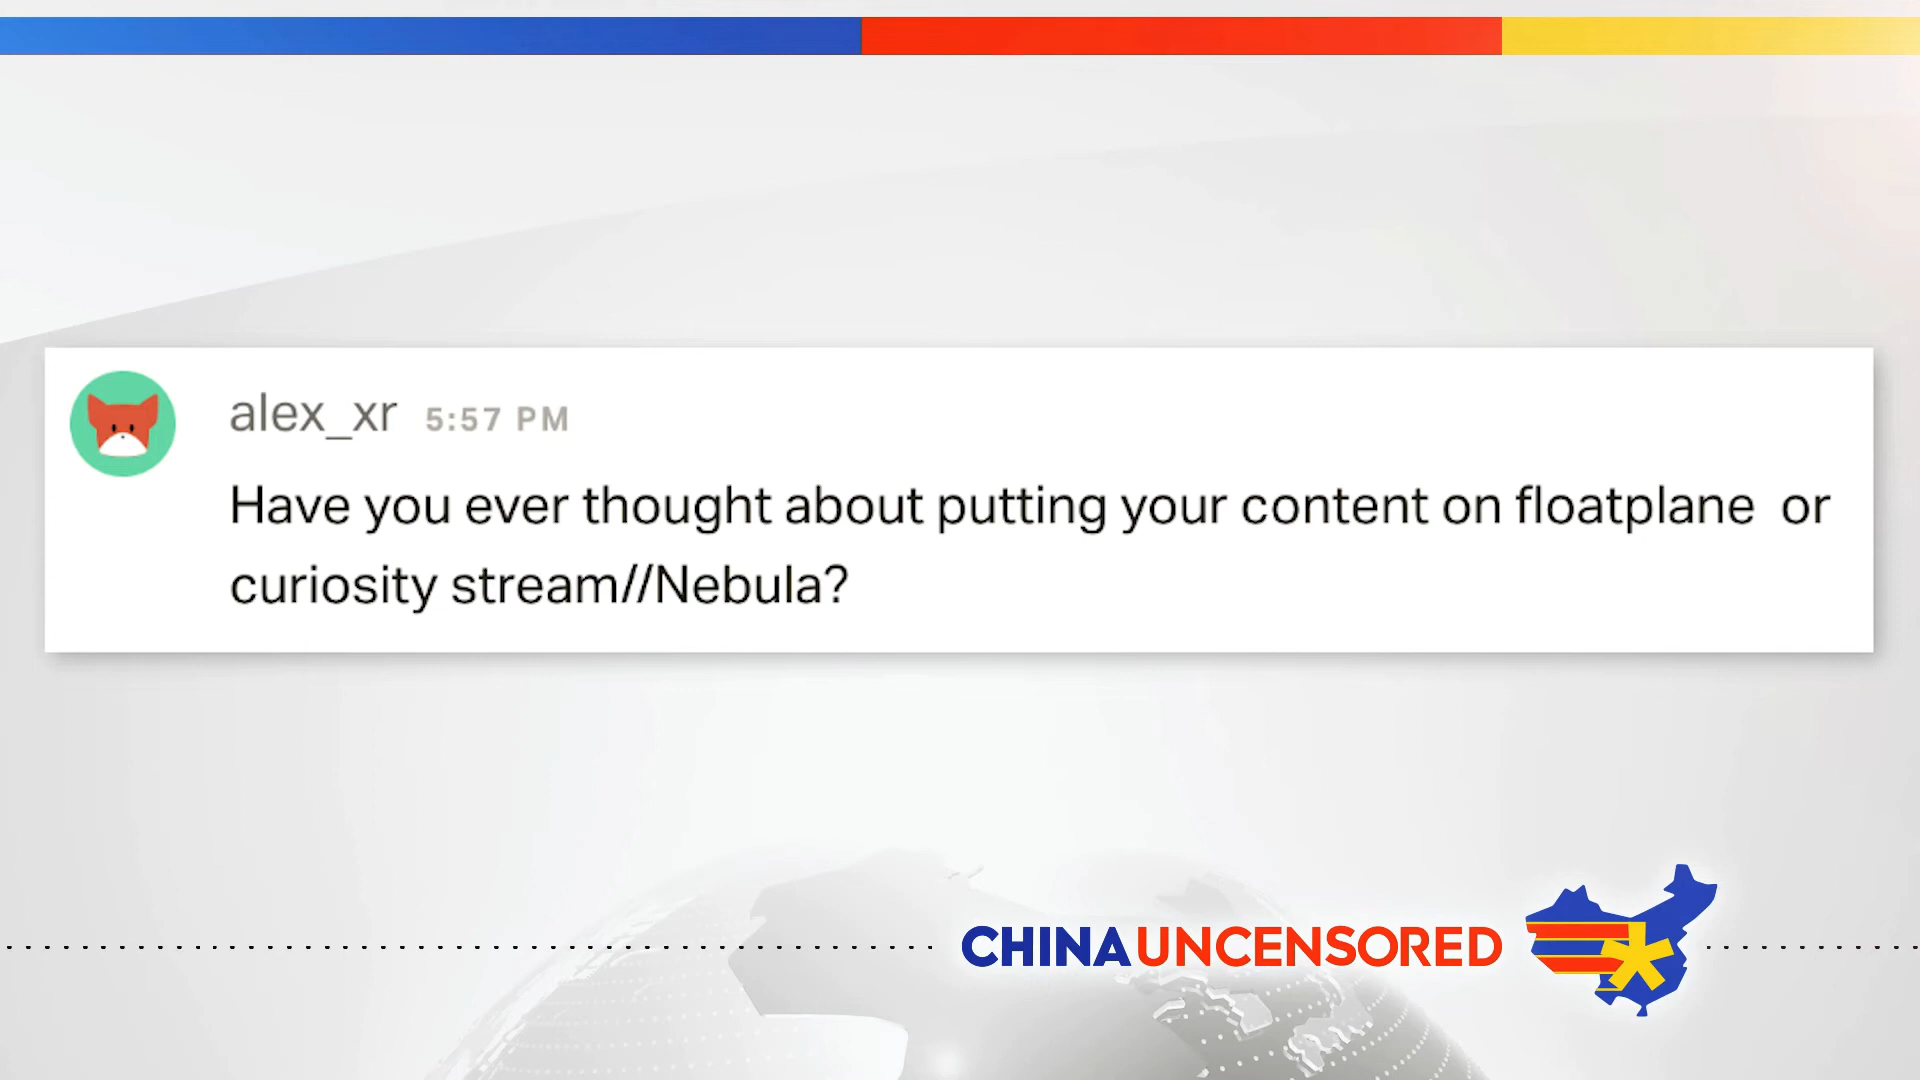 alex_xr 5:57 PM
Have you ever thought about putting your content on floatplane  or
curiosity stream//Nebula?
CHINAUNCENSORED